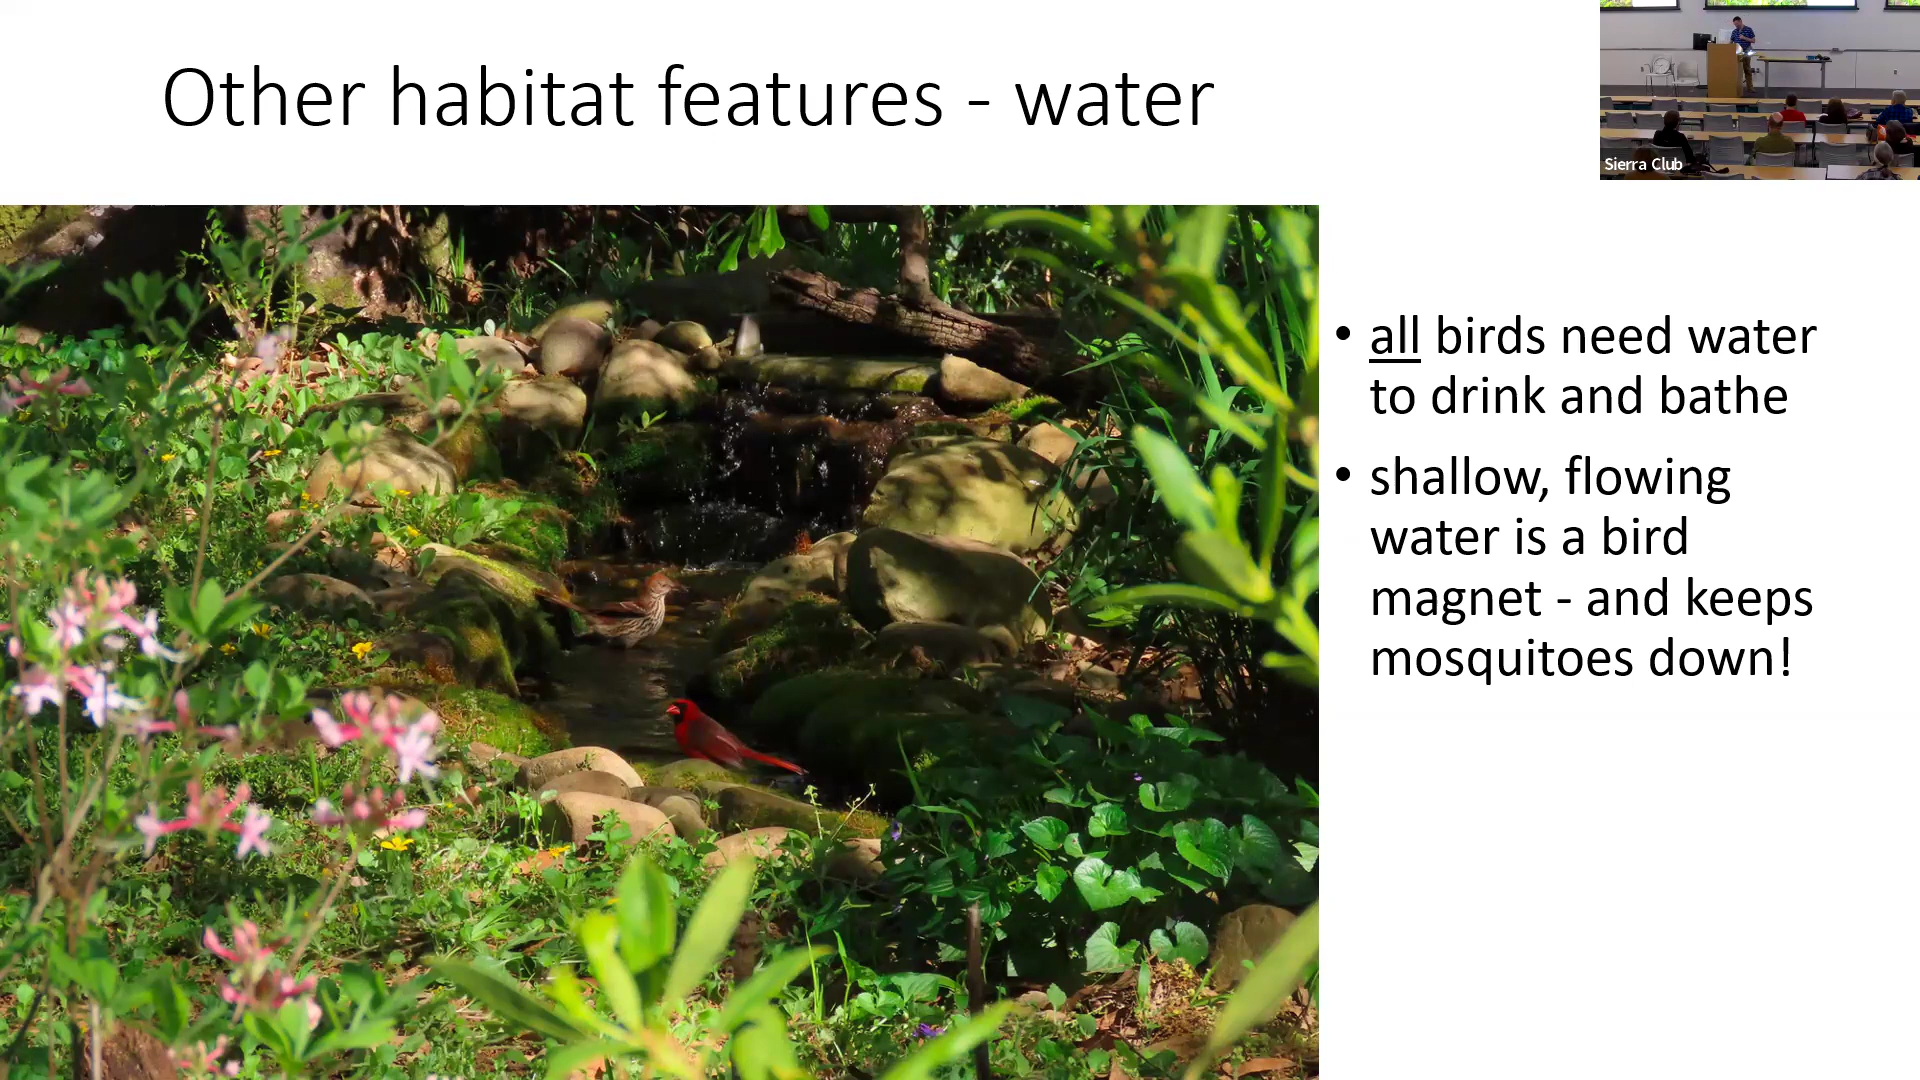 Other habitat features - water
Sierra Club
• all birds need water
to drink and bathe
• shallow, flowing
water is a bird
magnet - and keeps
mosquitoes down!